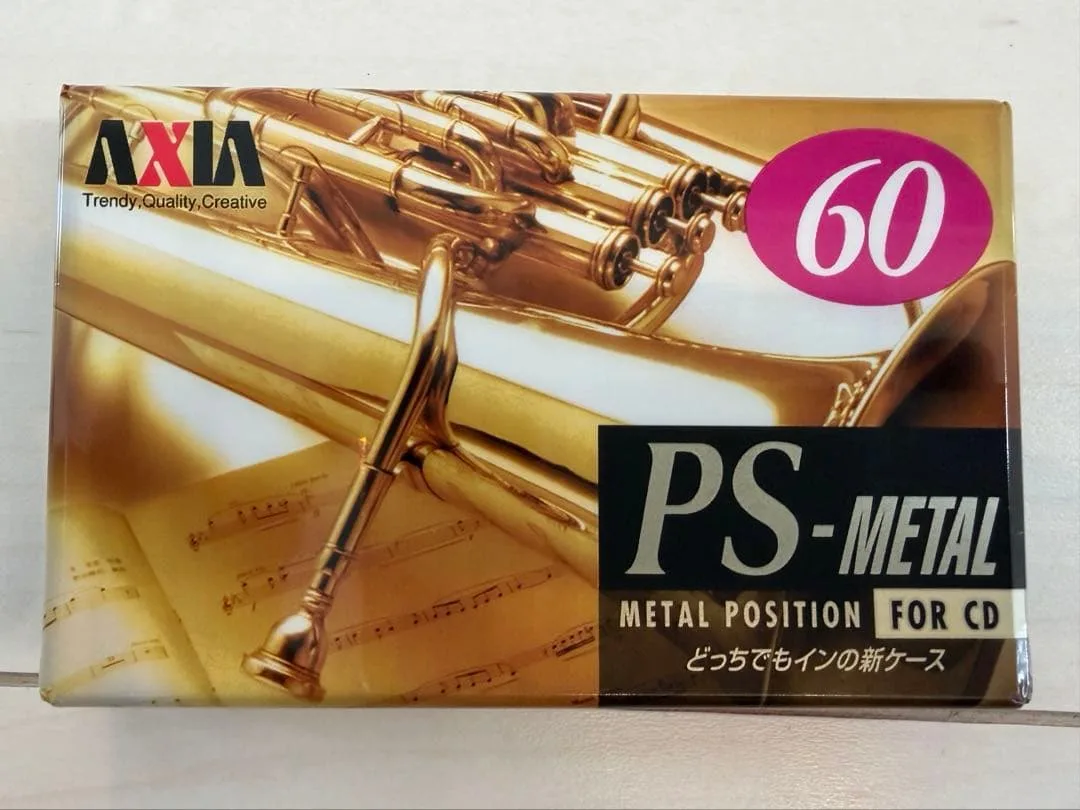 AXIA
Trendy,Quality,Creative
60
PS-METAL
METAL POSITION FOR CD
どっちでもインの新ケース